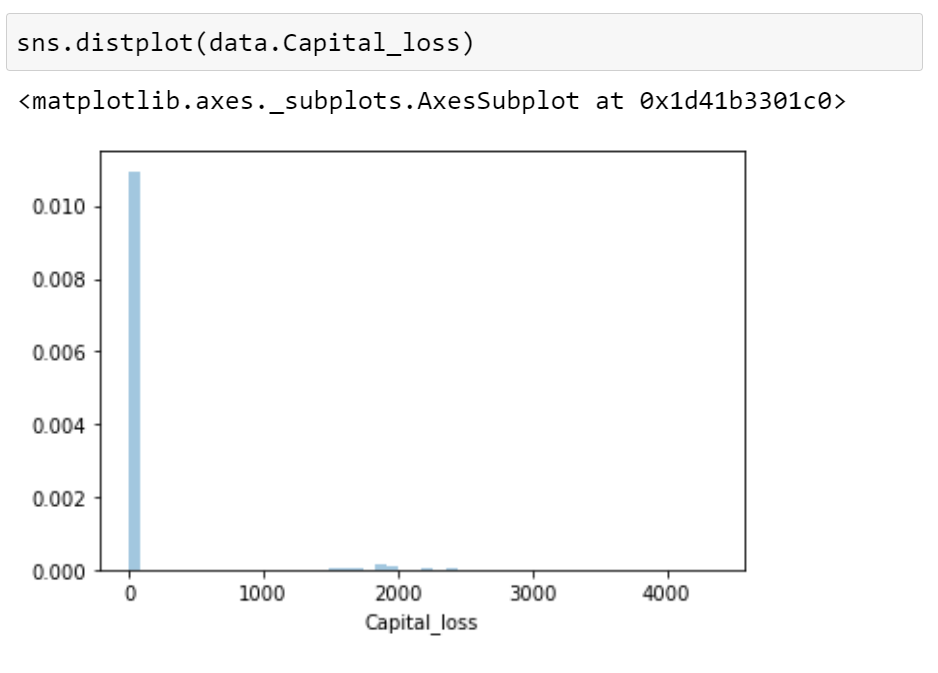 sns.distplot(data.Capital_loss)
<matplotlib.axes._subplots.AxesSubplot at 0x1d41b3301c0>
0.010
0.008
0.006
0.004
0.002
0.000
0 1000 2000 3000 4000
Capital_loss